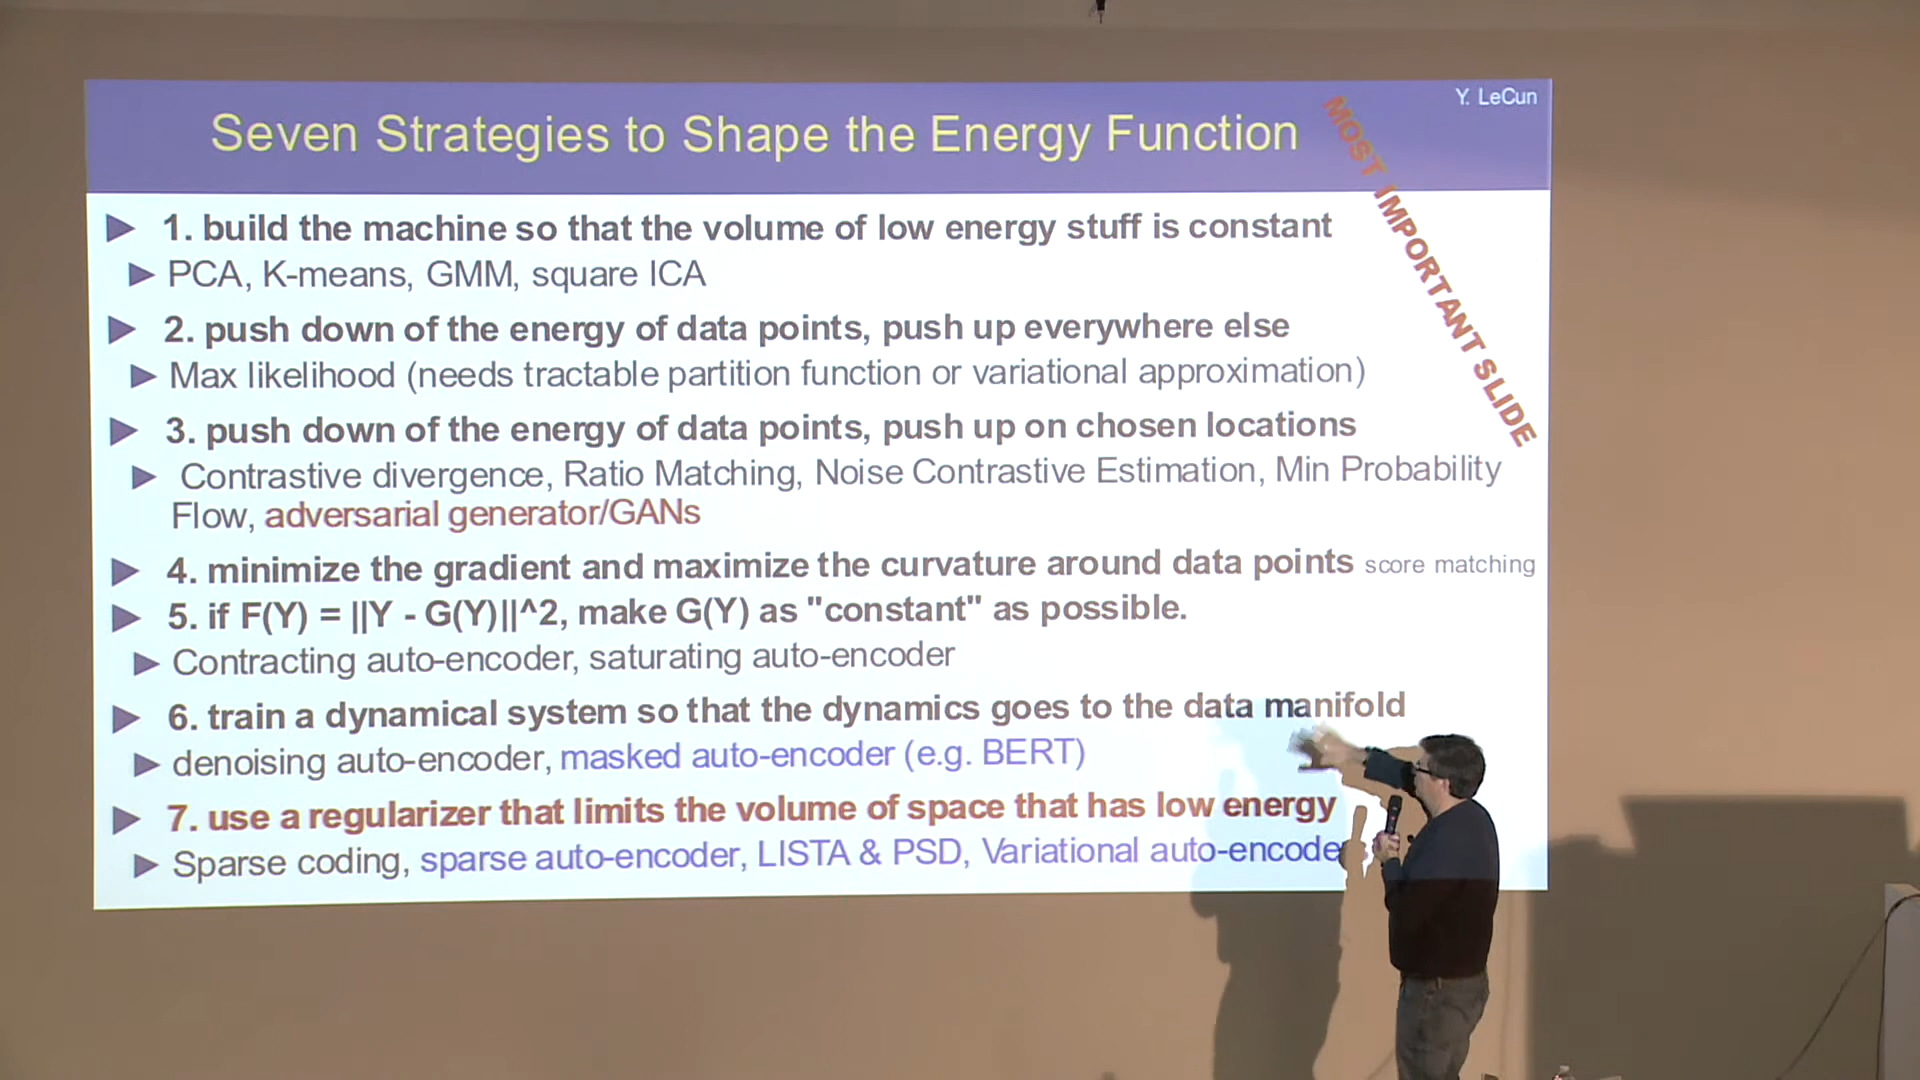 Y. LeCun
Seven Strategies to Shape the Energy Function
MOST IMPORTANT SLIDE
1. build the machine so that the volume of low energy stuff is constant
PCA, K-means, GMM, square ICA
2. push down of the energy of data points, push up everywhere else
Max likelihood (needs tractable partition function or variational approximation)
3. push down of the energy of data points, push up on chosen locations
Contrastive divergence, Ratio Matching, Noise Contrastive Estimation, Min Probability
Flow, adversarial generator/GANs
4. minimize the gradient and maximize the curvature around data points score matching
5. if F(Y) = ||Y - G(Y)||^2, make G(Y) as "constant" as possible.
Contracting auto-encoder, saturating auto-encoder
6. train a dynamical system so that the dynamics goes to the data manifold
denoising auto-encoder, masked auto-encoder (e.g. BERT)
7. use a regularizer that limits the volume of space that has low energy
Sparse coding, sparse auto-encoder, LISTA & PSD, Variational auto-encode